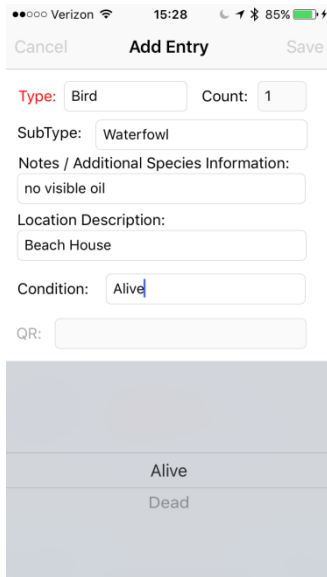 Verizon 15:28 85%
Cancel Add Entry Save
Type: Bird Count: 1
SubType: Waterfowl
Notes / Additional Species Information:
no visible oil
Location Description:
Beach House
Condition: Alive
QR:
Alive
Dead